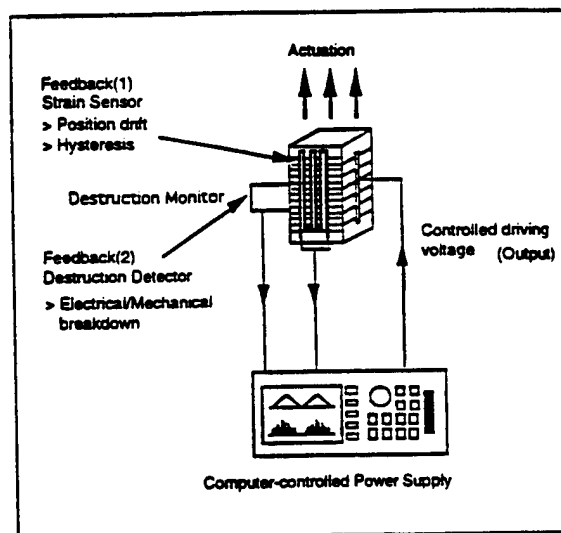 Actuation
Feedback(1)
Strain Sensor
> Position drift
> Hysteresis
Destruction Monitor
Feedback(2)
Destruction Detector
> Electrical/Mechanical
breakdown
Controlled driving
voltage (Output)
Computer-controlled Power Supply